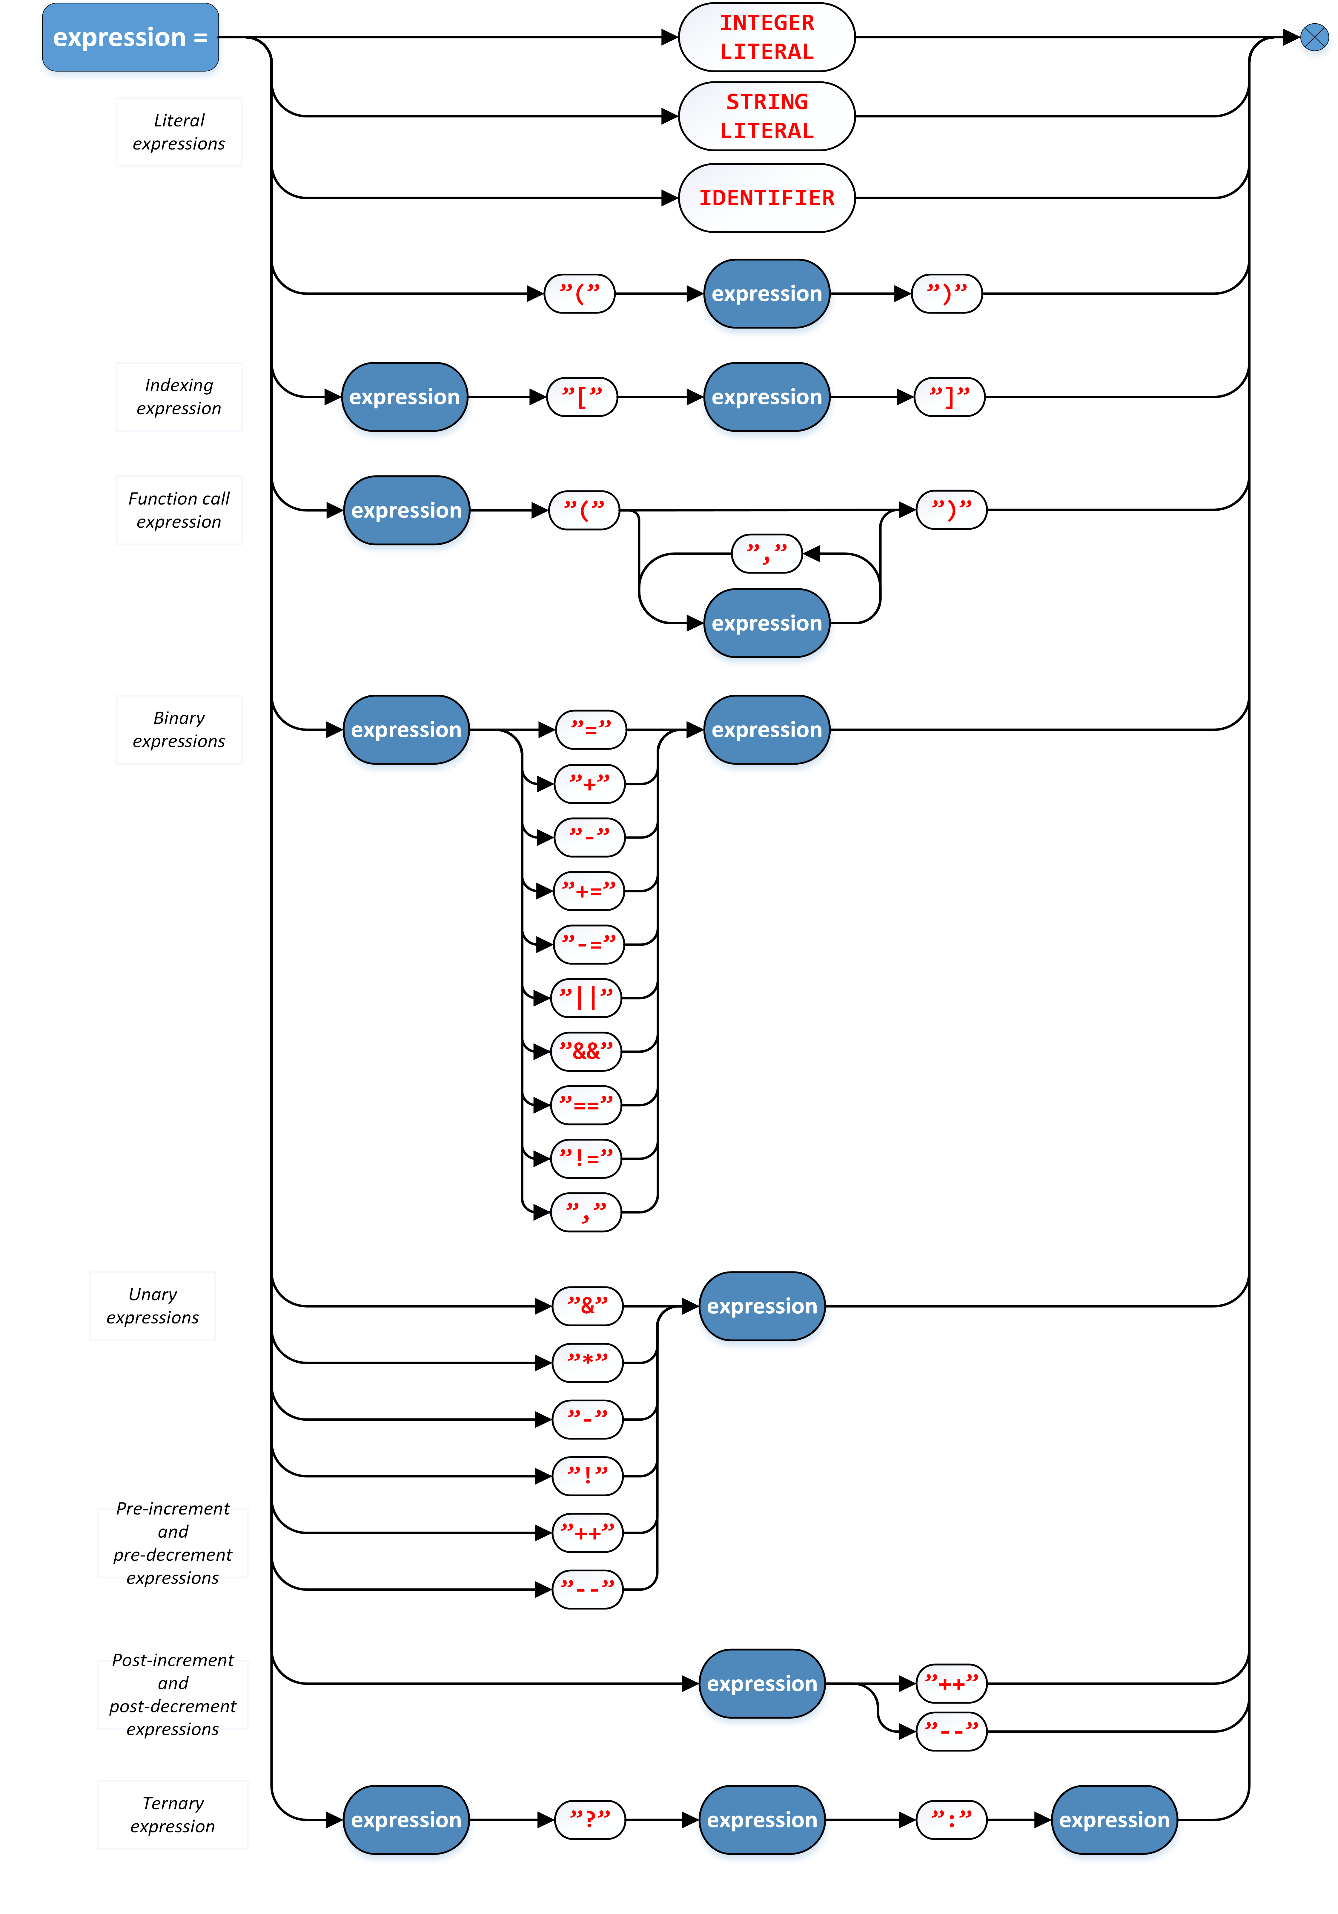 expression =
INTEGER
LITERAL
STRING
LITERAL
Literal
expressions
IDENTIFIER
”(” expression ”)”
Indexing
expression
expression ”[” expression ”]”
Function call
expression
expression ”(” ”)”
”,”
expression
Binary
expressions
expression ”=” expression
”+”
”-”
”+=”
”-=”
”||”
”&&”
”==”
”!=”
”,”
Unary
expressions
”&” expression
”*”
”-”
”!”
Pre-increment
and
pre-decrement
expressions
”++”
”--”
Post-increment
and
post-decrement
expressions
expression ”++”
”--”
Ternary
expression
expression ”?” expression ”:” expression